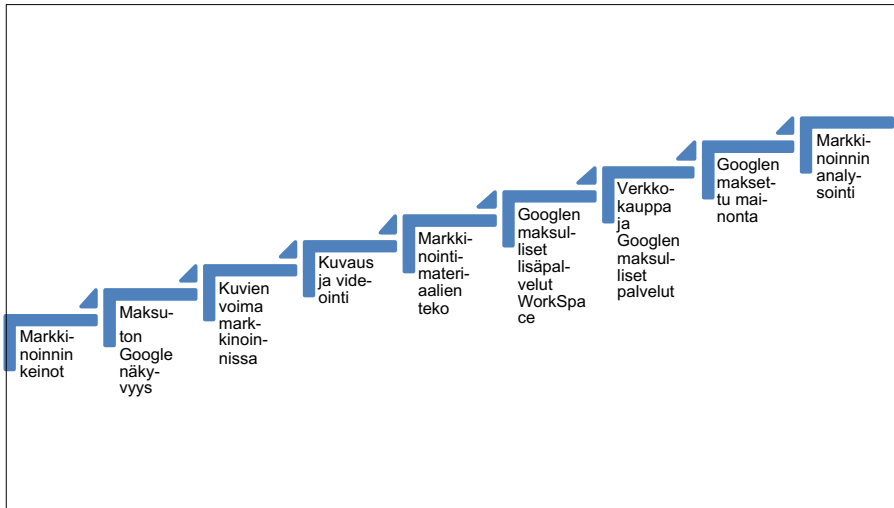 Markki-
noinnin
keinot
Maksu-
ton
Google
näky-
vyys
Kuvien
voima
mark-
kinoin-
nissa
Kuvaus
ja vide-
ointi
Markki-
nointi-
materi-
aalien
teko
Googlen
maksul-
liset
lisäpal-
velut
WorkSpa
ce
Verkko-
kauppa
ja
Googlen
maksul-
liset
palvelut
Googlen
makset-
tu mai-
nonta
Markki-
noinnin
analy-
sointi